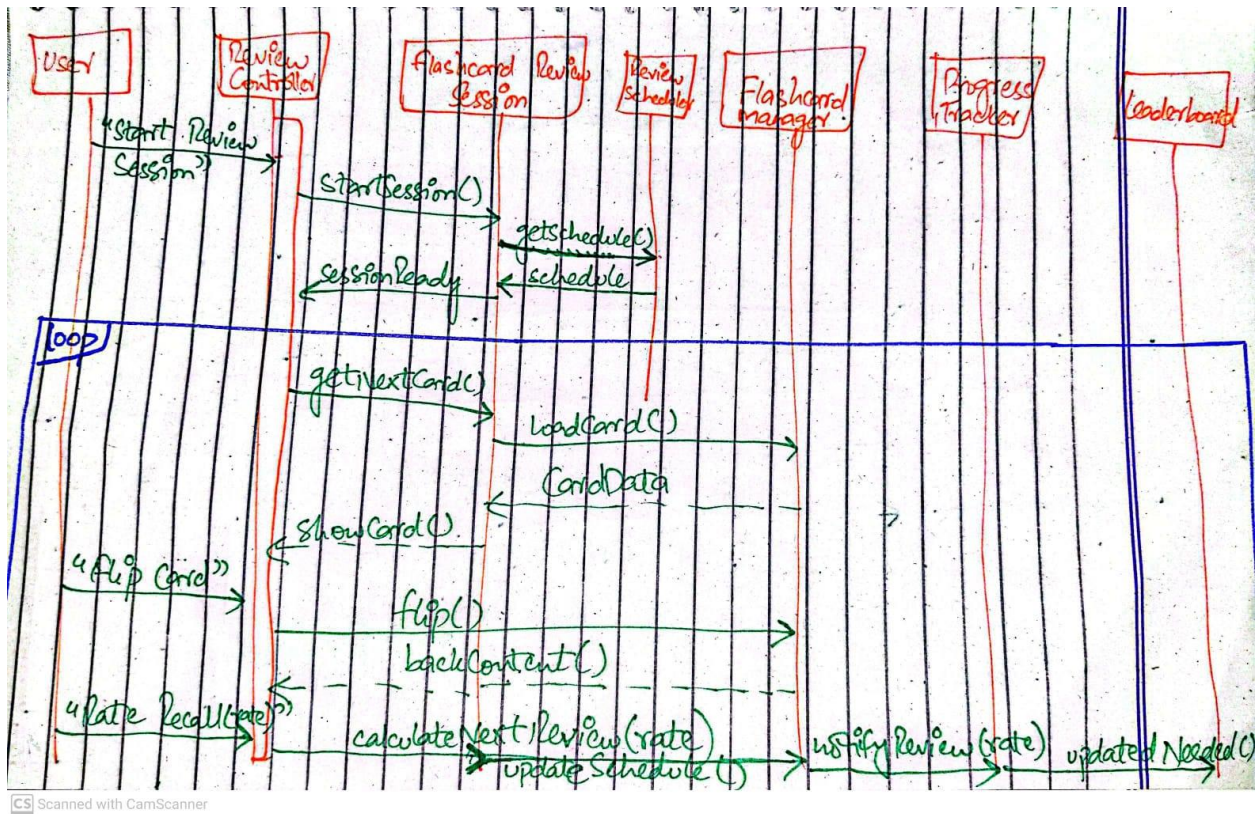 User
Review
Controller
Flashcard Review
Session
Review
Scheduler
Flashcard
manager
Progress
Tracker
Leaderboard
"Start Review
Session"
startSession()
getschedule()
sessionReady
schedule
loop
getNextCard()
LoadCard()
CardData
showCard()
"flip Card"
flip()
backContent()
"Rate Recall(rate)"
calculateNextReview(rate)
updateSchedule()
notifyReview(rate)
updatedNeeded()
CS Scanned with CamScanner